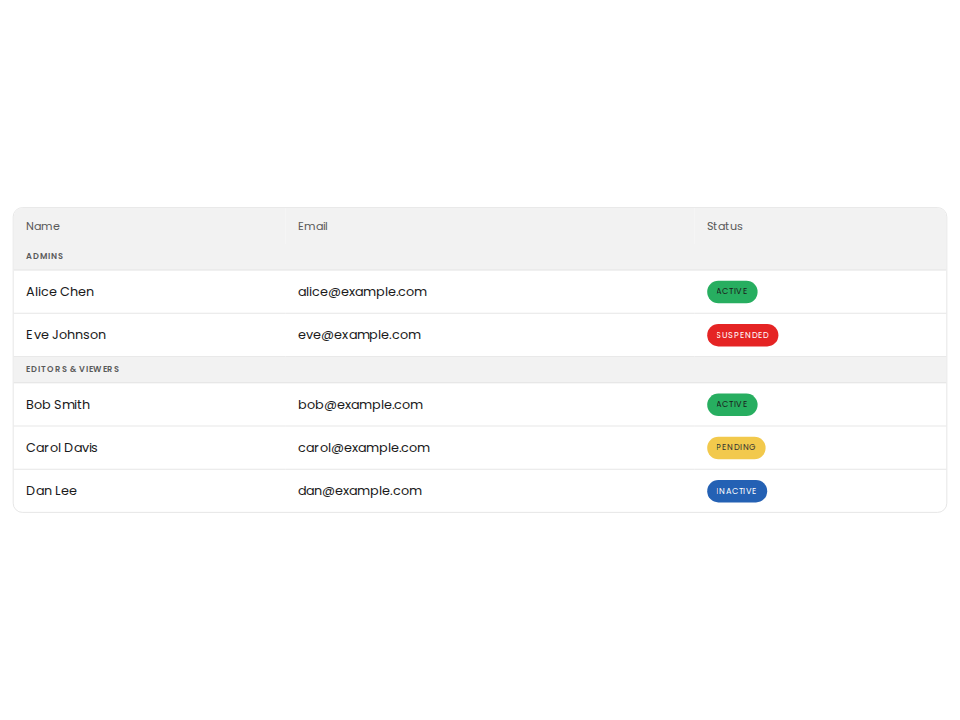 Name Email Status
ADMINS
Alice Chen alice@example.com ACTIVE
Eve Johnson eve@example.com SUSPENDED
EDITORS & VIEWERS
Bob Smith bob@example.com ACTIVE
Carol Davis carol@example.com PENDING
Dan Lee dan@example.com INACTIVE